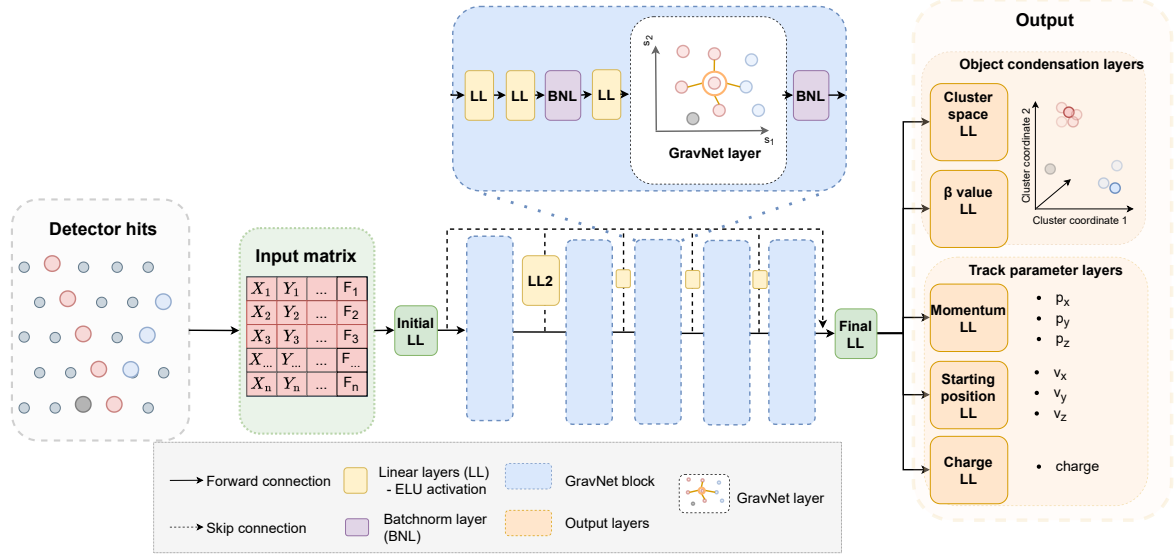 Output
Object condensation layers
Cluster
space
LL
β value
LL
Cluster coordinate 2
Cluster coordinate 1
LL
LL
BNL
LL
s2
s1
GravNet layer
BNL
Detector hits
Input matrix
X1 Y1 ... F1
X2 Y2 ... F2
X3 Y3 ... F3
X... Y... ... F...
Xn Yn ... Fn
Initial
LL
LL2
Final
LL
Track parameter layers
Momentum
LL
• px
• py
• pz
Starting
position
LL
• vx
• vy
• vz
Charge
LL
• charge
Forward connection
Skip connection
Linear layers (LL)
- ELU activation
Batchnorm layer
(BNL)
GravNet block
Output layers
GravNet layer